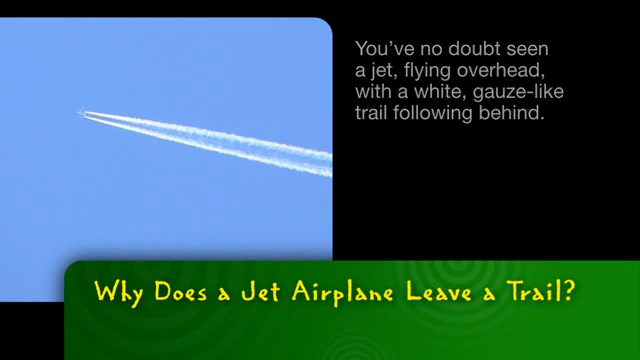 You've no doubt seen
a jet, flying overhead,
with a white, gauze-like
trail following behind.
Why Does a Jet Airplane Leave a Trail?